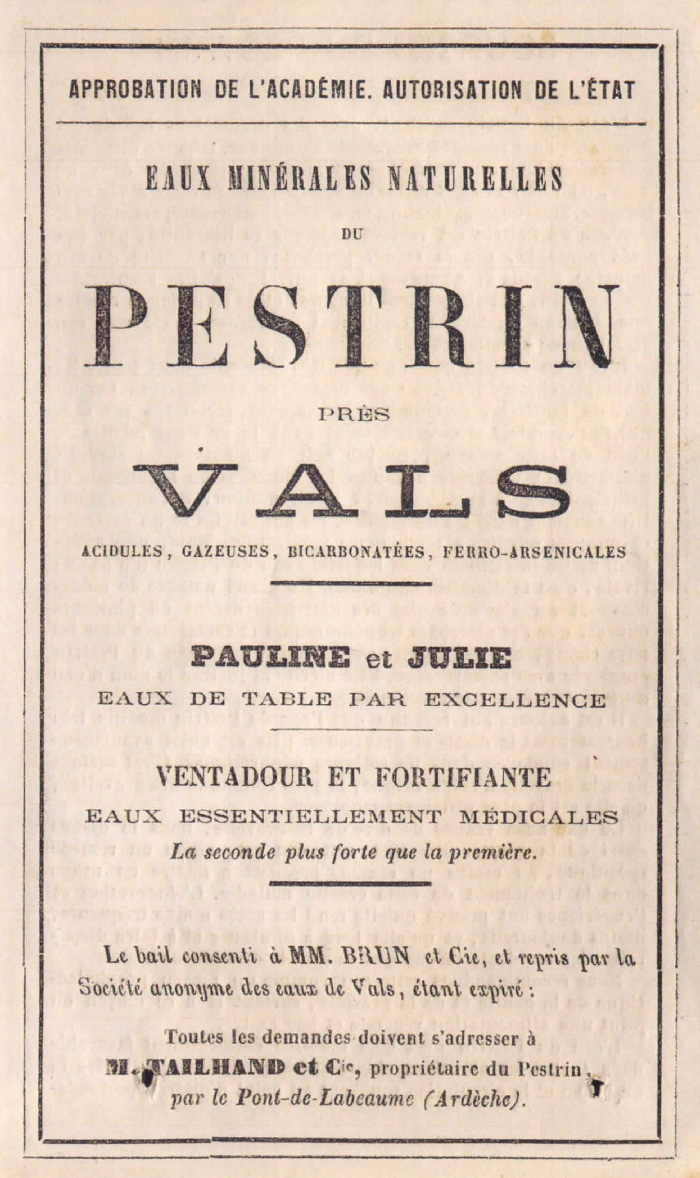 APPROBATION DE L'ACADÉMIE. AUTORISATION DE L'ÉTAT
EAUX MINÉRALES NATURELLES
DU
PESTRIN
PRÈS
VALS
ACIDULES, GAZEUSES, BICARBONATÉES, FERRO-ARSENICALES
PAULINE et JULIE
EAUX DE TABLE PAR EXCELLENCE
VENTADOUR ET FORTIFIANTE
EAUX ESSENTIELLEMENT MÉDICALES
La seconde plus forte que la première.
Le bail consenti à MM. BRUN et Cie, et repris par la
Société anonyme des eaux de Vals, étant expiré :
Toutes les demandes doivent s'adresser à
M. TAILHAND et Cie, propriétaire du Pestrin,
par le Pont-de-Labeaume (Ardèche).